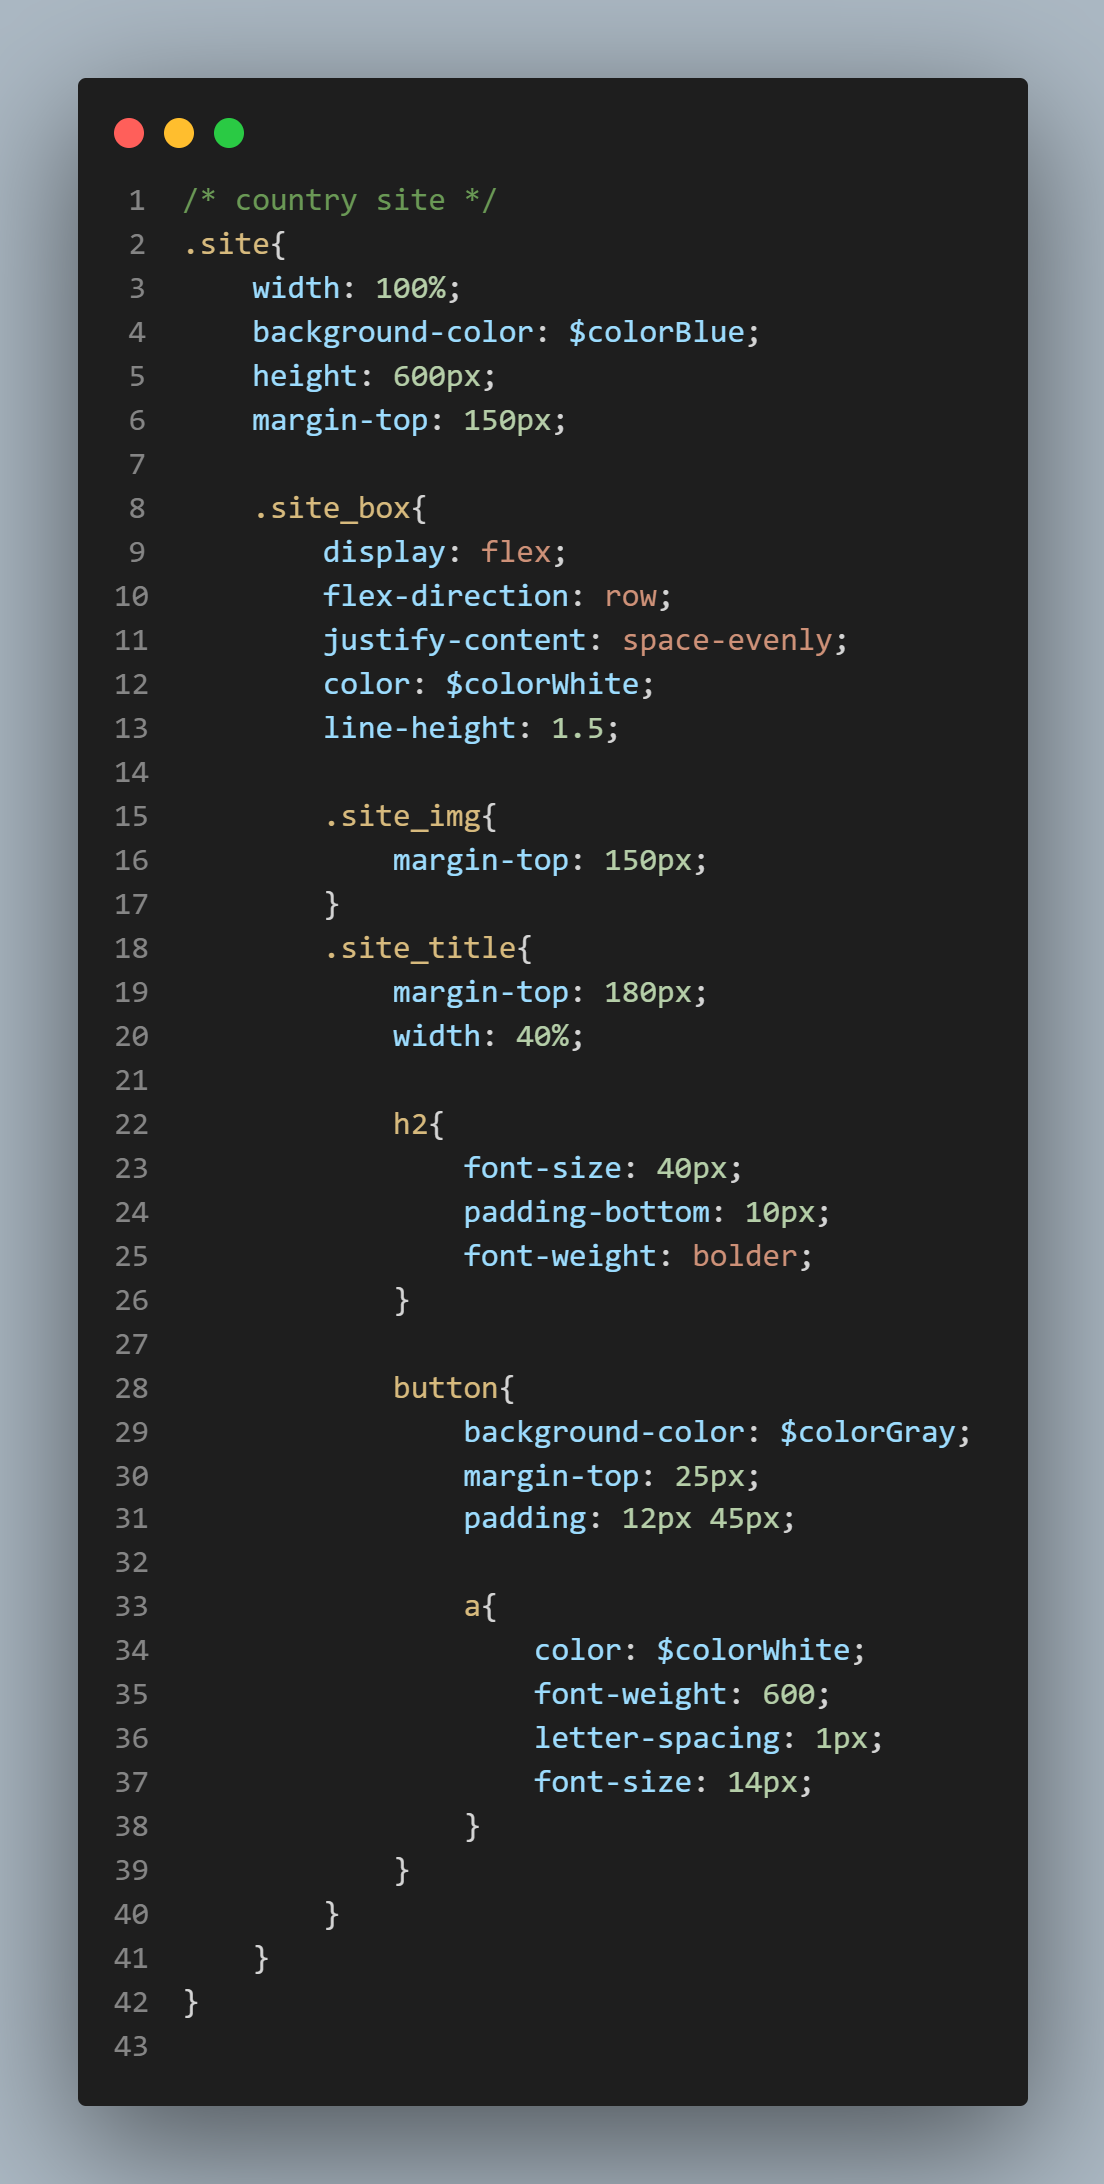 1 /* country site */
2 .site{
3     width: 100%;
4     background-color: $colorBlue;
5     height: 600px;
6     margin-top: 150px;
7
8     .site_box{
9         display: flex;
10         flex-direction: row;
11         justify-content: space-evenly;
12         color: $colorWhite;
13         line-height: 1.5;
14
15         .site_img{
16             margin-top: 150px;
17         }
18         .site_title{
19             margin-top: 180px;
20             width: 40%;
21
22             h2{
23                 font-size: 40px;
24                 padding-bottom: 10px;
25                 font-weight: bolder;
26             }
27
28             button{
29                 background-color: $colorGray;
30                 margin-top: 25px;
31                 padding: 12px 45px;
32
33                 a{
34                     color: $colorWhite;
35                     font-weight: 600;
36                     letter-spacing: 1px;
37                     font-size: 14px;
38                 }
39             }
40         }
41     }
42 }
43